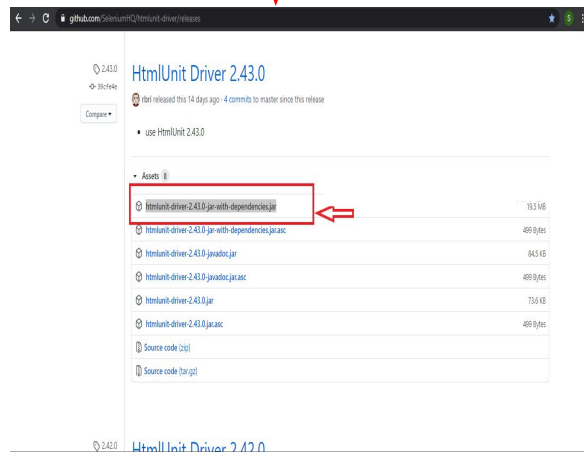 github.com/SeleniumHQ/htmlunit-driver/releases
S
2.43.0
39cfe4e
Compare
HtmlUnit Driver 2.43.0
rbri released this 14 days ago · 4 commits to master since this release
• use HtmlUnit 2.43.0
Assets 8
htmlunit-driver-2.43.0-jar-with-dependencies.jar 19.5 MB
htmlunit-driver-2.43.0-jar-with-dependencies.jar.asc 499 Bytes
htmlunit-driver-2.43.0-javadoc.jar 84.5 KB
htmlunit-driver-2.43.0-javadoc.jar.asc 499 Bytes
htmlunit-driver-2.43.0.jar 73.6 KB
htmlunit-driver-2.43.0.jar.asc 499 Bytes
Source code (zip)
Source code (tar.gz)
2.42.0
HtmlUnit Driver 2.42.0